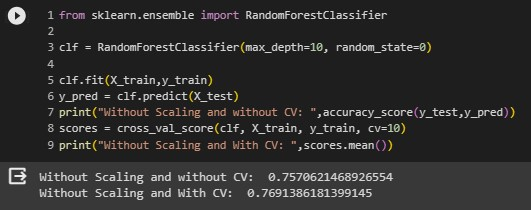 1 from sklearn.ensemble import RandomForestClassifier
2
3 clf = RandomForestClassifier(max_depth=10, random_state=0)
4
5 clf.fit(X_train,y_train)
6 y_pred = clf.predict(X_test)
7 print("Without Scaling and without CV: ",accuracy_score(y_test,y_pred))
8 scores = cross_val_score(clf, X_train, y_train, cv=10)
9 print("Without Scaling and With CV: ",scores.mean())
Without Scaling and without CV:  0.7570621468926554
Without Scaling and With CV:  0.7691386181399145